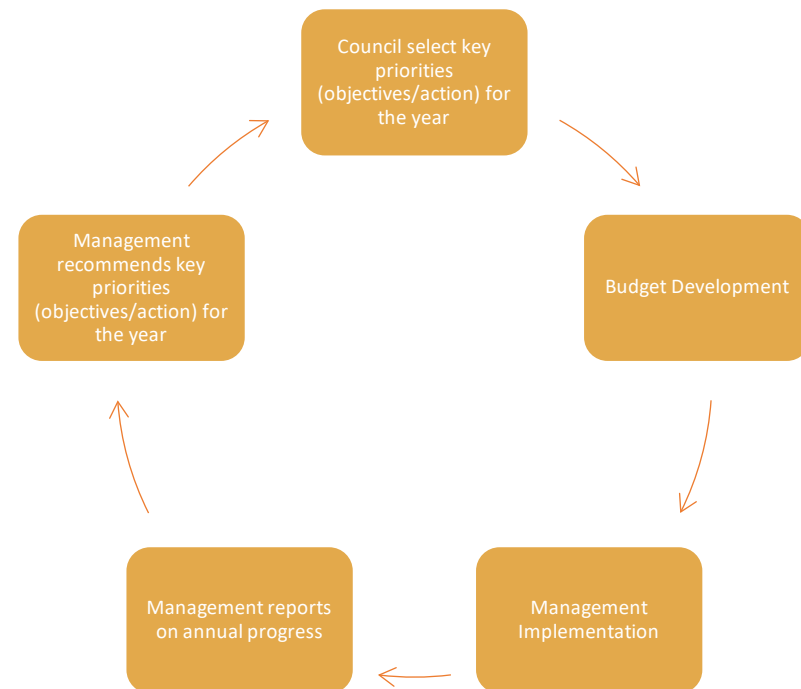 Council select key
priorities
(objectives/action) for
the year
Budget Development
Management
Implementation
Management reports
on annual progress
Management
recommends key
priorities
(objectives/action) for
the year